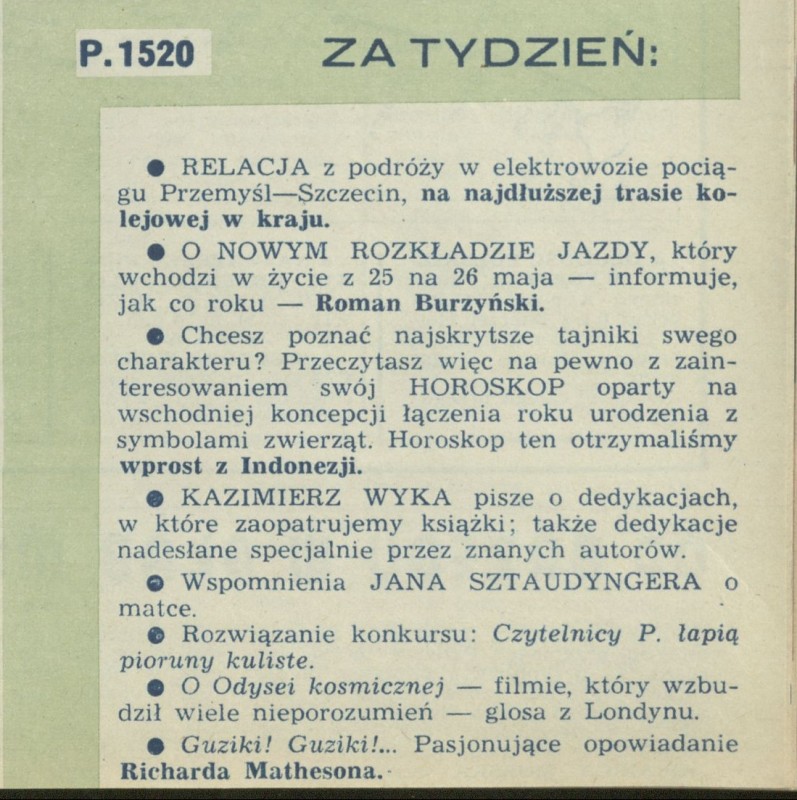 P.1520 ZA TYDZIEŃ:
● RELACJA z podróży w elektrowozie pocią-
gu Przemyśl—Szczecin, na najdłuższej trasie ko-
lejowej w kraju.
● O NOWYM ROZKŁADZIE JAZDY, który
wchodzi w życie z 25 na 26 maja — informuje,
jak co roku — Roman Burzyński.
● Chcesz poznać najskrytsze tajniki swego
charakteru? Przeczytasz więc na pewno z zain-
teresowaniem swój HOROSKOP oparty na
wschodniej koncepcji łączenia roku urodzenia z
symbolami zwierząt. Horoskop ten otrzymaliśmy
wprost z Indonezji.
● KAZIMIERZ WYKA pisze o dedykacjach,
w które zaopatrujemy książki; także dedykacje
nadesłane specjalnie przez znanych autorów.
● Wspomnienia JANA SZTAUDYNGERA o
matce.
● Rozwiązanie konkursu: Czytelnicy P. łapią
pioruny kuliste.
● O Odysei kosmicznej — filmie, który wzbu-
dził wiele nieporozumień — glosa z Londynu.
● Guziki! Guziki!... Pasjonujące opowiadanie
Richarda Mathesona.